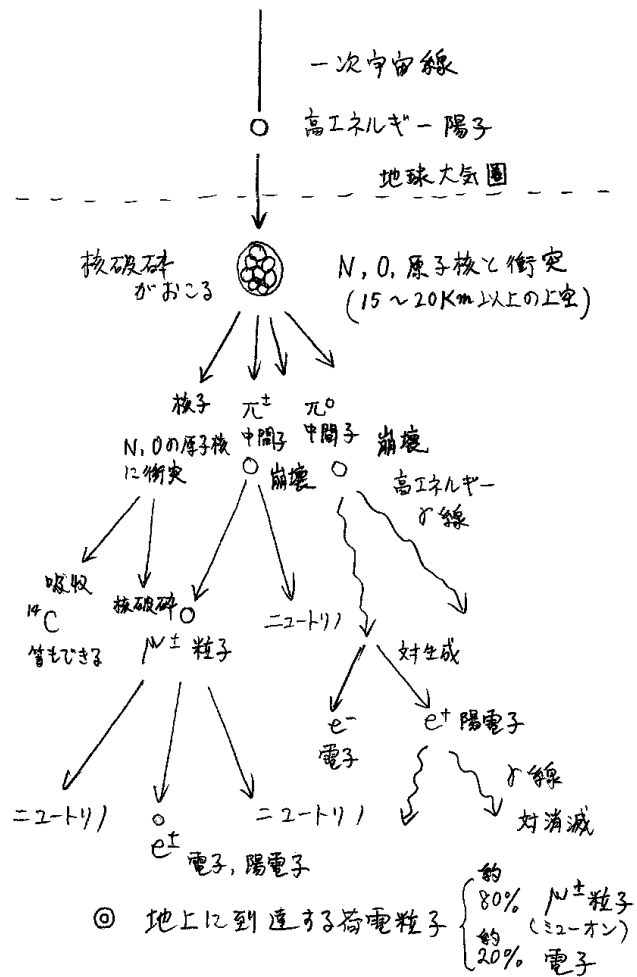 一次宇宙線
高エネルギー陽子
地球大気圏
核破砕
がおこる
N, O, 原子核と衝突
(15〜20Km以上の上空)
核子
π± 中間子
π⁰ 中間子
崩壊
N, Oの原子核
に衝突
崩壊
高エネルギー
γ線
吸収
¹⁴C
等もできる
核破砕
μ± 粒子
ニュートリノ
対生成
e⁻
電子
e⁺ 陽電子
γ線
対消滅
ニュートリノ
e±
電子, 陽電子
ニュートリノ
◎ 地上に到達する荷電粒子
約
80% μ± 粒子
(ミューオン)
約
20% 電子